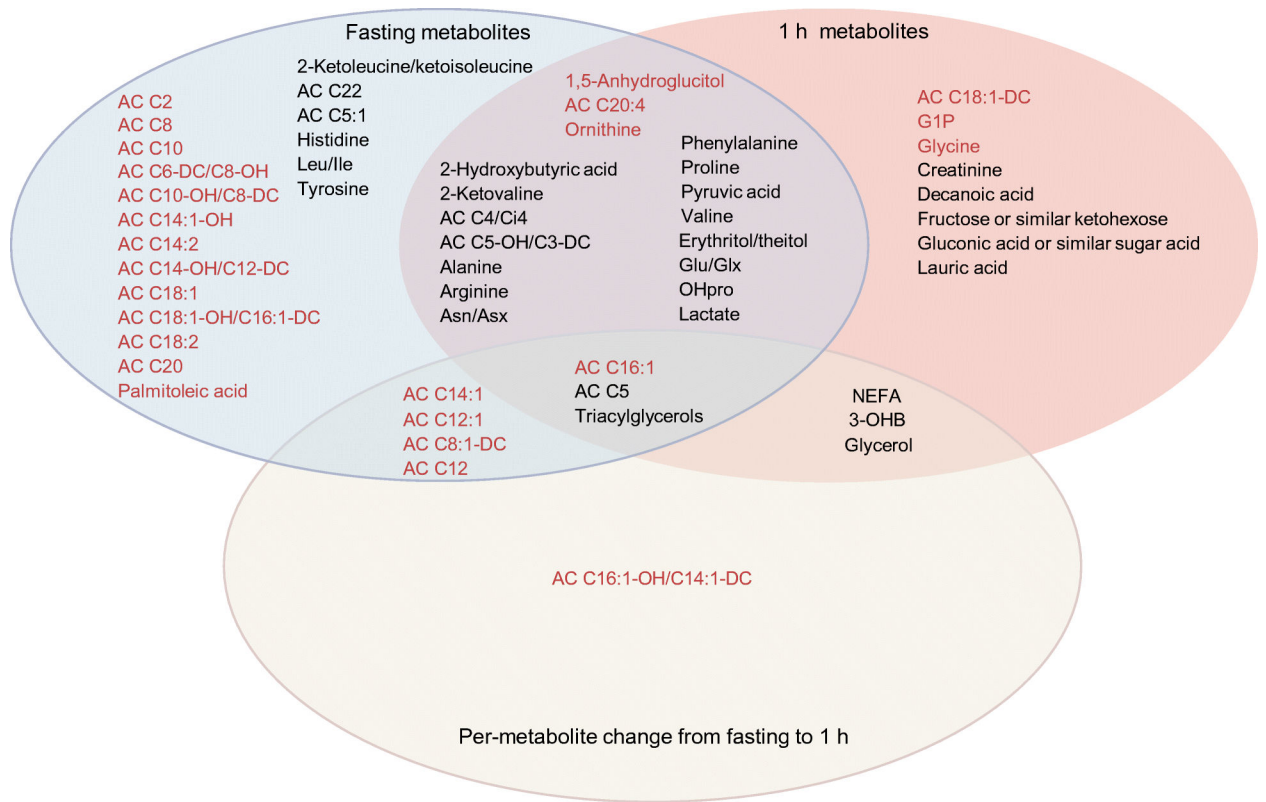 Fasting metabolites
1 h metabolites
2-Ketoleucine/ketoisoleucine
AC C22
AC C5:1
Histidine
Leu/Ile
Tyrosine
AC C2
AC C8
AC C10
AC C6-DC/C8-OH
AC C10-OH/C8-DC
AC C14:1-OH
AC C14:2
AC C14-OH/C12-DC
AC C18:1
AC C18:1-OH/C16:1-DC
AC C18:2
AC C20
Palmitoleic acid
1,5-Anhydroglucitol
AC C20:4
Ornithine
2-Hydroxybutyric acid
2-Ketovaline
AC C4/Ci4
AC C5-OH/C3-DC
Alanine
Arginine
Asn/Asx
Phenylalanine
Proline
Pyruvic acid
Valine
Erythritol/theitol
Glu/Glx
OHpro
Lactate
AC C18:1-DC
G1P
Glycine
Creatinine
Decanoic acid
Fructose or similar ketohexose
Gluconic acid or similar sugar acid
Lauric acid
AC C14:1
AC C12:1
AC C8:1-DC
AC C12
AC C16:1
AC C5
Triacylglycerols
NEFA
3-OHB
Glycerol
AC C16:1-OH/C14:1-DC
Per-metabolite change from fasting to 1 h